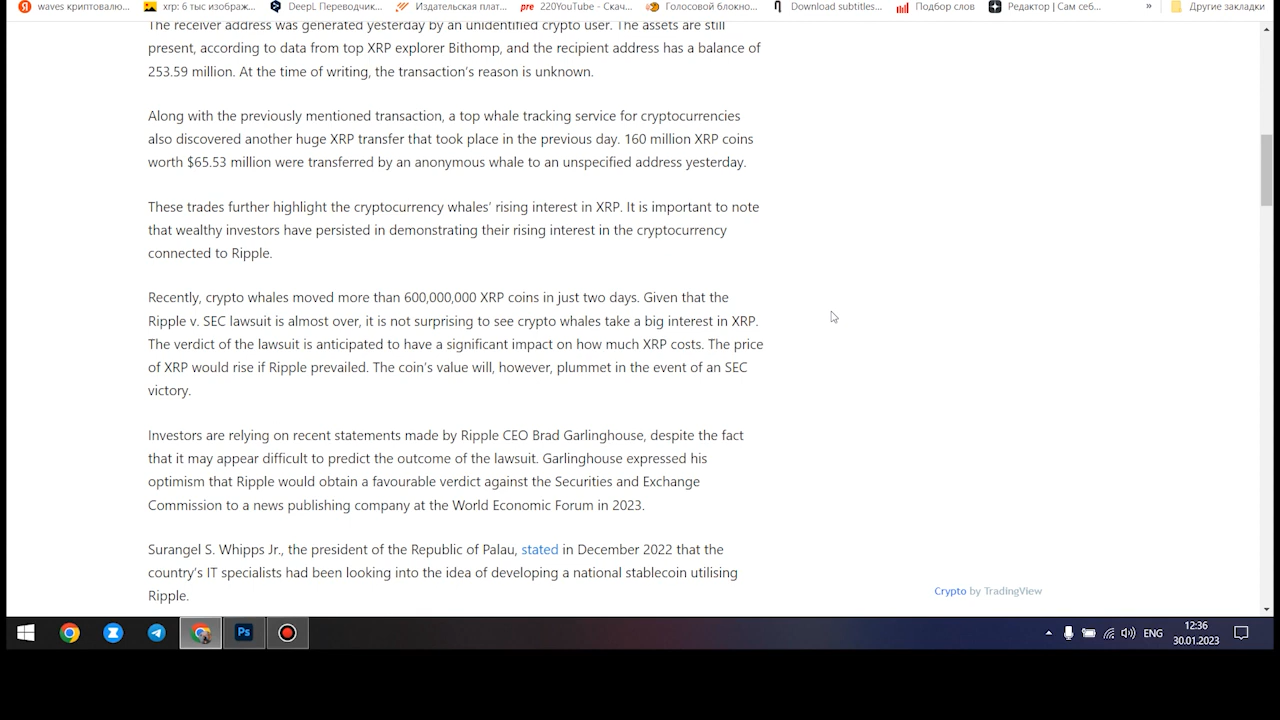 waves криптовалю...
xrp: 6 тыс изображ...
DeepL Переводчик...
Издательская плат...
pre 220YouTube - Скач...
Голосовой блокно...
Download subtitles...
Подбор слов
Редактор | Сам себ...
»
Другие закладки
The receiver address was generated yesterday by an unidentified crypto user. The assets are still
present, according to data from top XRP explorer Bithomp, and the recipient address has a balance of
253.59 million. At the time of writing, the transaction's reason is unknown.
Along with the previously mentioned transaction, a top whale tracking service for cryptocurrencies
also discovered another huge XRP transfer that took place in the previous day. 160 million XRP coins
worth $65.53 million were transferred by an anonymous whale to an unspecified address yesterday.
These trades further highlight the cryptocurrency whales' rising interest in XRP. It is important to note
that wealthy investors have persisted in demonstrating their rising interest in the cryptocurrency
connected to Ripple.
Recently, crypto whales moved more than 600,000,000 XRP coins in just two days. Given that the
Ripple v. SEC lawsuit is almost over, it is not surprising to see crypto whales take a big interest in XRP.
The verdict of the lawsuit is anticipated to have a significant impact on how much XRP costs. The price
of XRP would rise if Ripple prevailed. The coin's value will, however, plummet in the event of an SEC
victory.
Investors are relying on recent statements made by Ripple CEO Brad Garlinghouse, despite the fact
that it may appear difficult to predict the outcome of the lawsuit. Garlinghouse expressed his
optimism that Ripple would obtain a favourable verdict against the Securities and Exchange
Commission to a news publishing company at the World Economic Forum in 2023.
Surangel S. Whipps Jr., the president of the Republic of Palau, stated in December 2022 that the
country's IT specialists had been looking into the idea of developing a national stablecoin utilising
Ripple.
Crypto by TradingView
Ps
ENG
12:36
30.01.2023